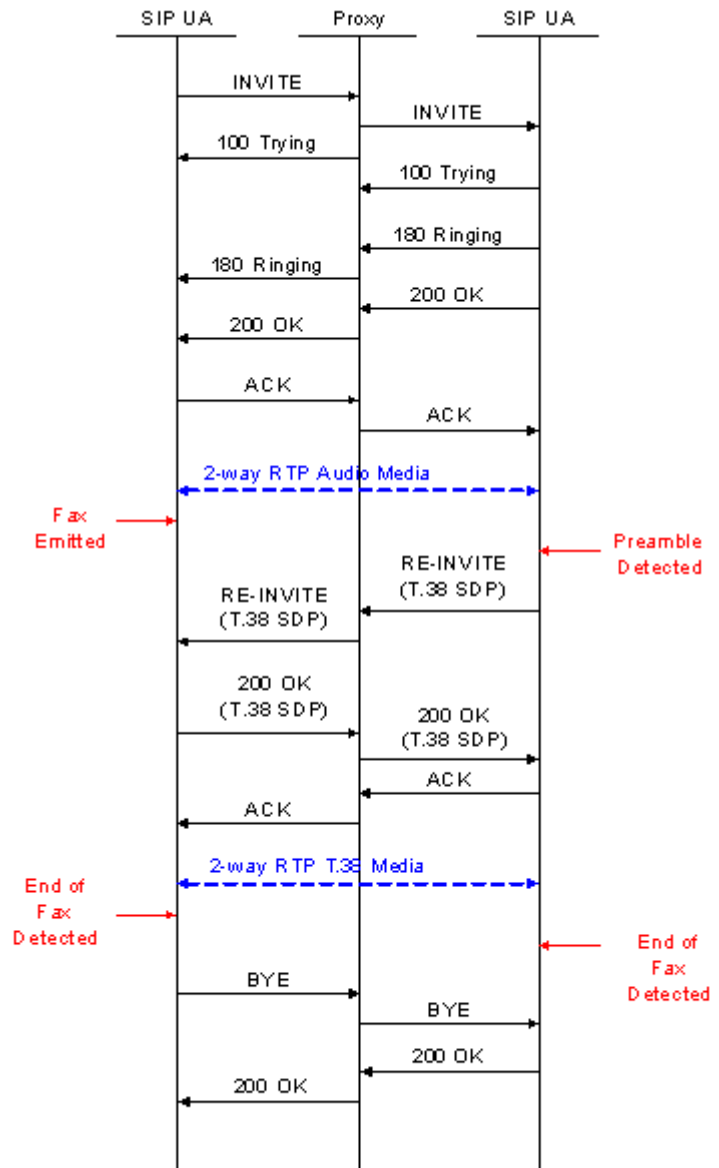 SIP UA
Proxy
SIP UA
INVITE
INVITE
100 Trying
100 Trying
180 Ringing
180 Ringing
200 OK
200 OK
ACK
ACK
2-way RTP Audio Media
Fax
Emitted
Preamble
Detected
RE-INVITE
(T.38 SDP)
RE-INVITE
(T.38 SDP)
200 OK
(T.38 SDP)
200 OK
(T.38 SDP)
ACK
ACK
2-way RTP T.38 Media
End of
Fax
Detected
End of
Fax
Detected
BYE
BYE
200 OK
200 OK